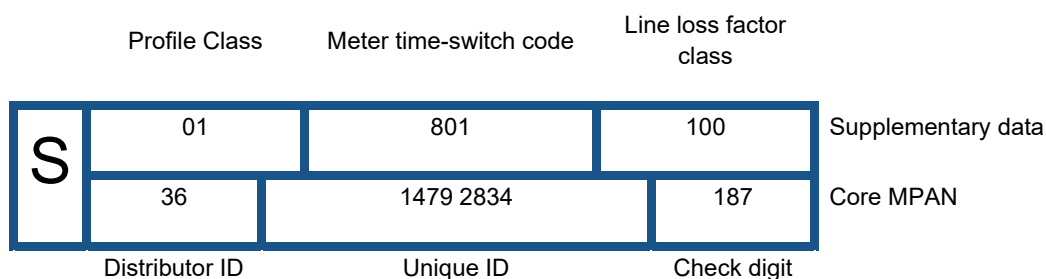 Profile Class Meter time-switch code Line loss factor
class
S 01 801 100 Supplementary data
36 1479 2834 187 Core MPAN
Distributor ID Unique ID Check digit